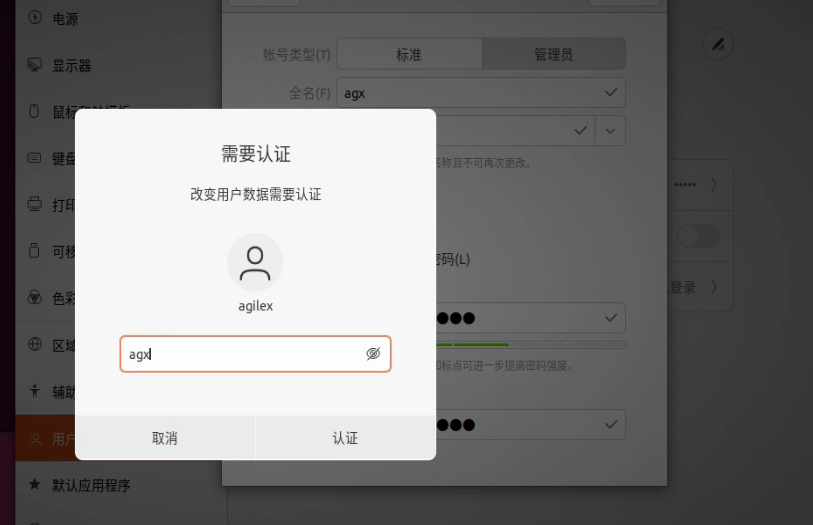 电源
显示器
帐号类型(T) 标准 管理员
全名(F) agx
鼠标
键盘
名称且不可再次更改。
需要认证
改变用户数据需要认证
打印
可移
密码(L)
色彩
登录
agilex
区域
agx
和标点可进一步提高密码强度。
辅助
用户
取消 认证
默认应用程序